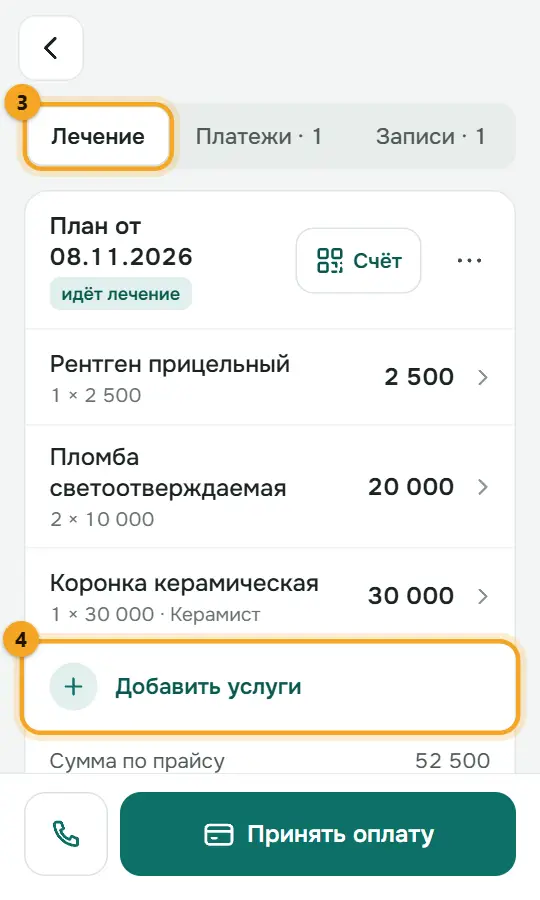 3
Лечение
Платежи · 1
Записи · 1
План от
08.11.2026
идёт лечение
Счёт
Рентген прицельный
1 × 2 500
2 500
Пломба
светоотверждаемая
2 × 10 000
20 000
Коронка керамическая
1 × 30 000 · Керамист
30 000
4
Добавить услуги
Сумма по прайсу
52 500
Принять оплату